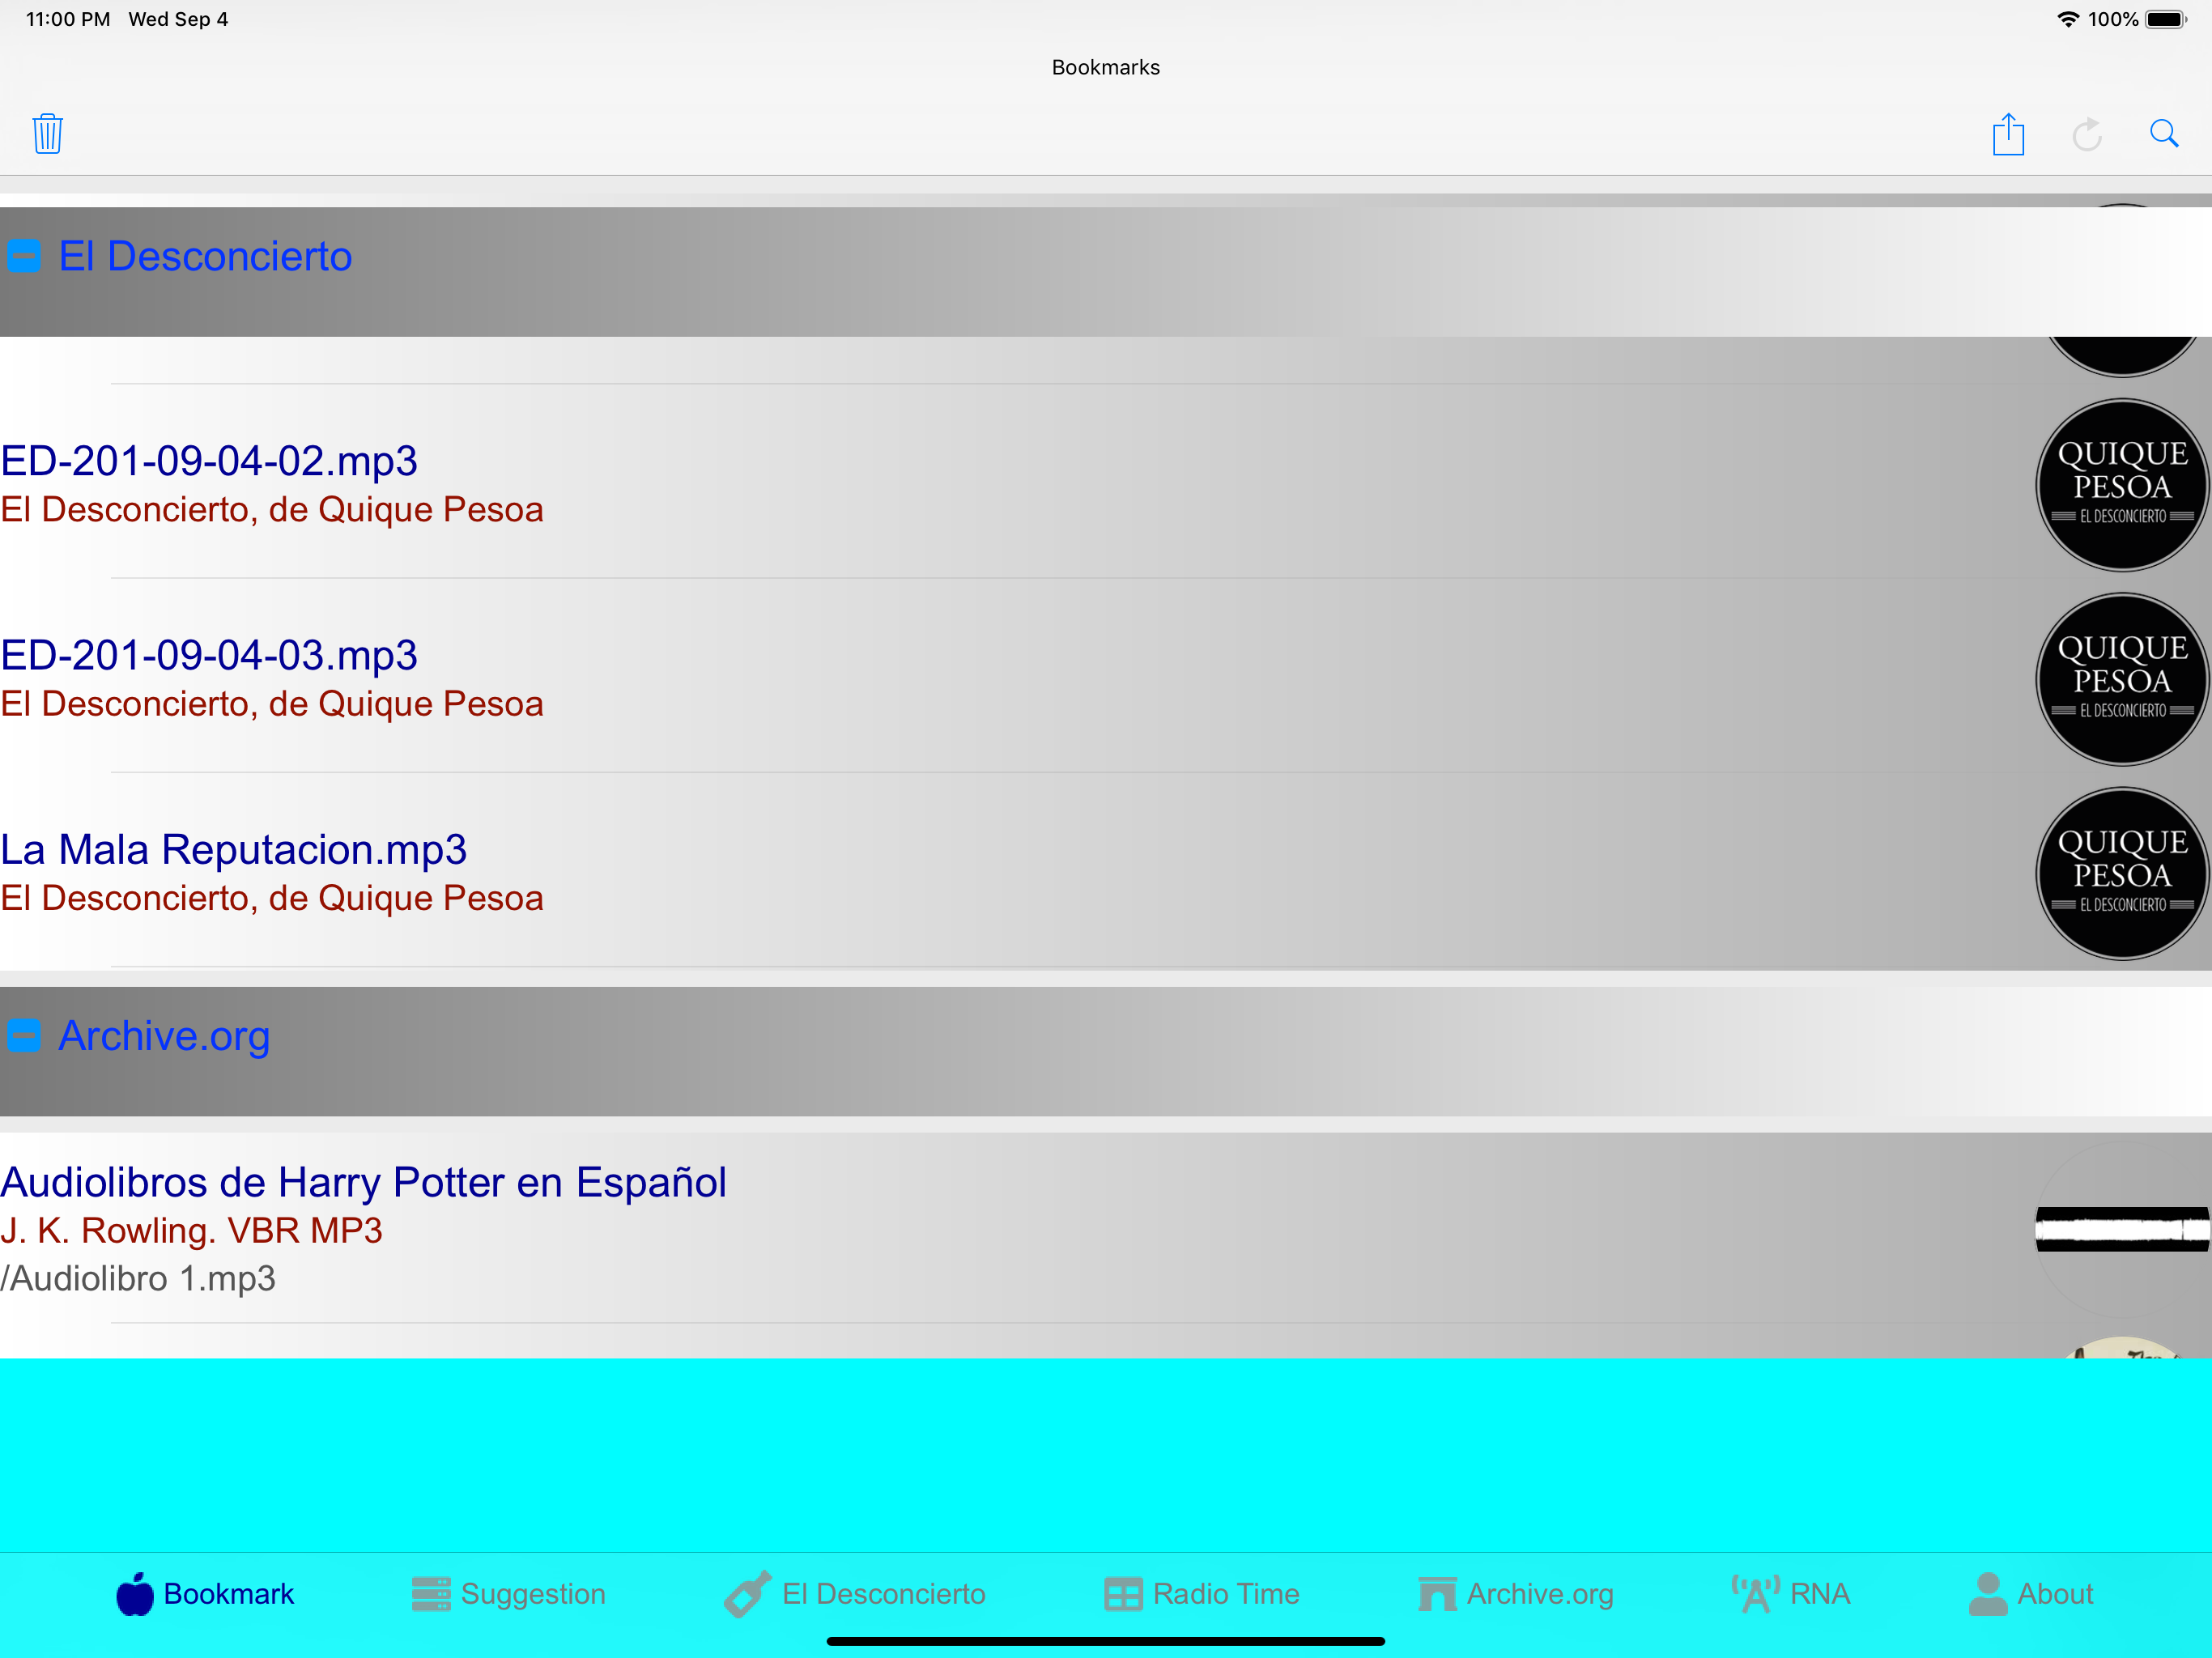 11:00 PM Wed Sep 4
100%
Bookmarks
El Desconcierto
ED-201-09-04-02.mp3
El Desconcierto, de Quique Pesoa
QUIQUE
PESOA
EL DESCONCIERTO
ED-201-09-04-03.mp3
El Desconcierto, de Quique Pesoa
QUIQUE
PESOA
EL DESCONCIERTO
La Mala Reputacion.mp3
El Desconcierto, de Quique Pesoa
QUIQUE
PESOA
EL DESCONCIERTO
Archive.org
Audiolibros de Harry Potter en Español
J. K. Rowling. VBR MP3
/Audiolibro 1.mp3
Bookmark Suggestion El Desconcierto Radio Time Archive.org RNA About